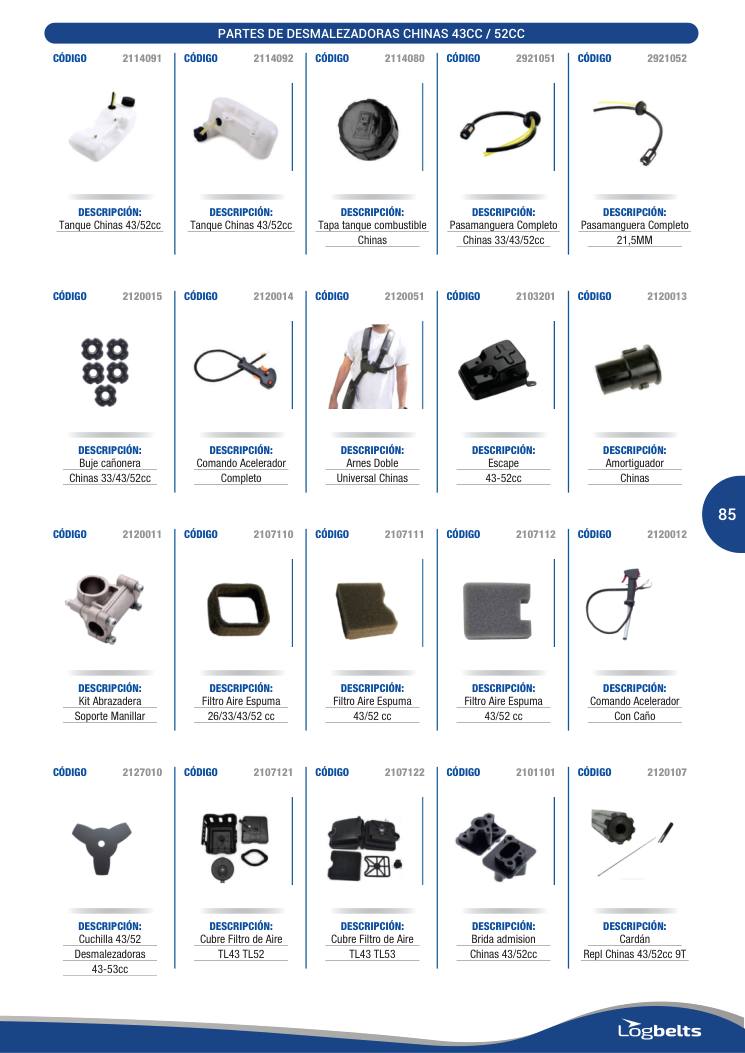 PARTES DE DESMALEZADORAS CHINAS 43CC / 52CC
CÓDIGO 2114091
DESCRIPCIÓN:
Tanque Chinas 43/52cc
CÓDIGO 2114092
DESCRIPCIÓN:
Tanque Chinas 43/52cc
CÓDIGO 2114080
DESCRIPCIÓN:
Tapa tanque combustible
Chinas
CÓDIGO 2921051
DESCRIPCIÓN:
Pasamanguera Completo
Chinas 33/43/52cc
CÓDIGO 2921052
DESCRIPCIÓN:
Pasamanguera Completo
21,5MM
CÓDIGO 2120015
DESCRIPCIÓN:
Buje cañonera
Chinas 33/43/52cc
CÓDIGO 2120014
DESCRIPCIÓN:
Comando Acelerador
Completo
CÓDIGO 2120051
DESCRIPCIÓN:
Arnes Doble
Universal Chinas
CÓDIGO 2103201
DESCRIPCIÓN:
Escape
43-52cc
CÓDIGO 2120013
DESCRIPCIÓN:
Amortiguador
Chinas
85
CÓDIGO 2120011
DESCRIPCIÓN:
Kit Abrazadera
Soporte Manillar
CÓDIGO 2107110
DESCRIPCIÓN:
Filtro Aire Espuma
26/33/43/52 cc
CÓDIGO 2107111
DESCRIPCIÓN:
Filtro Aire Espuma
43/52 cc
CÓDIGO 2107112
DESCRIPCIÓN:
Filtro Aire Espuma
43/52 cc
CÓDIGO 2120012
DESCRIPCIÓN:
Comando Acelerador
Con Caño
CÓDIGO 2127010
DESCRIPCIÓN:
Cuchilla 43/52
Desmalezadoras
43-53cc
CÓDIGO 2107121
DESCRIPCIÓN:
Cubre Filtro de Aire
TL43 TL52
CÓDIGO 2107122
DESCRIPCIÓN:
Cubre Filtro de Aire
TL43 TL53
CÓDIGO 2101101
DESCRIPCIÓN:
Brida admision
Chinas 43/52cc
CÓDIGO 2120107
DESCRIPCIÓN:
Cardán
Repl Chinas 43/52cc 9T
Logbelts